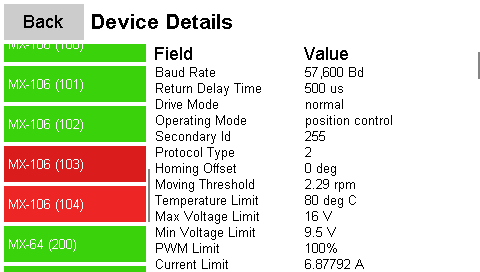 Back
Device Details
MX-106 (100)
MX-106 (101)
MX-106 (102)
MX-106 (103)
MX-106 (104)
MX-64 (200)
Field Value
Baud Rate 57,600 Bd
Return Delay Time 500 us
Drive Mode normal
Operating Mode position control
Secondary Id 255
Protocol Type 2
Homing Offset 0 deg
Moving Threshold 2.29 rpm
Temperature Limit 80 deg C
Max Voltage Limit 16 V
Min Voltage Limit 9.5 V
PWM Limit 100%
Current Limit 6.87792 A